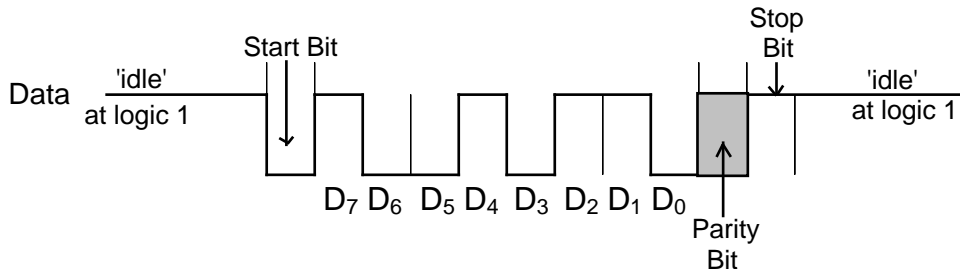 Stop
Bit
Start Bit
'idle'
'idle'
Data
at logic 1
at logic 1
D₇ D₆ D₅ D₄ D₃ D₂ D₁ D₀
Parity
Bit